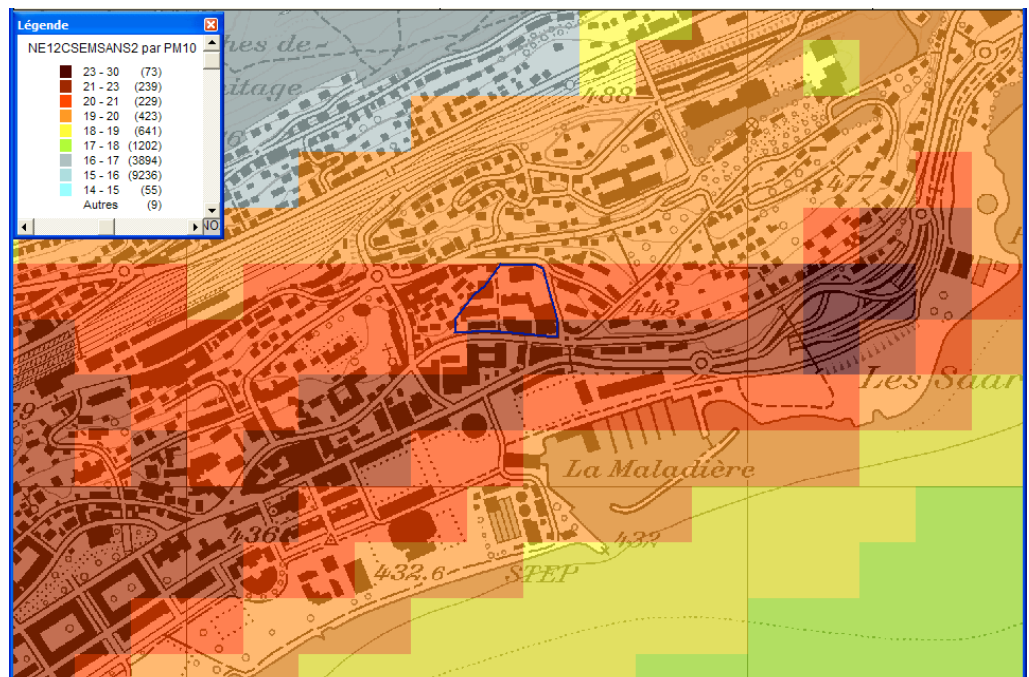 Légende
NE12CSEMSANS2 par PM10
23 - 30 (73)
21 - 23 (239)
20 - 21 (229)
19 - 20 (423)
18 - 19 (641)
17 - 18 (1202)
16 - 17 (3894)
15 - 16 (9236)
14 - 15 (55)
Autres (9)
hes de
mitage
488
477
442
Les Saar
La Maladière
436
432
432.6
STEP